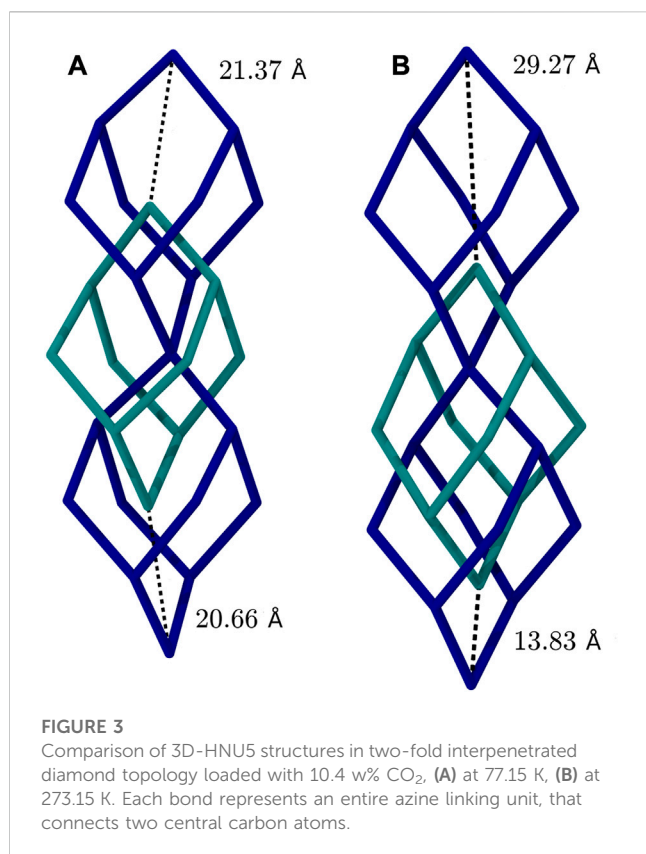 A
21.37 Å
B
29.27 Å
20.66 Å
13.83 Å
FIGURE 3
Comparison of 3D-HNU5 structures in two-fold interpenetrated
diamond topology loaded with 10.4 w% CO₂, (A) at 77.15 K, (B) at
273.15 K. Each bond represents an entire azine linking unit, that
connects two central carbon atoms.